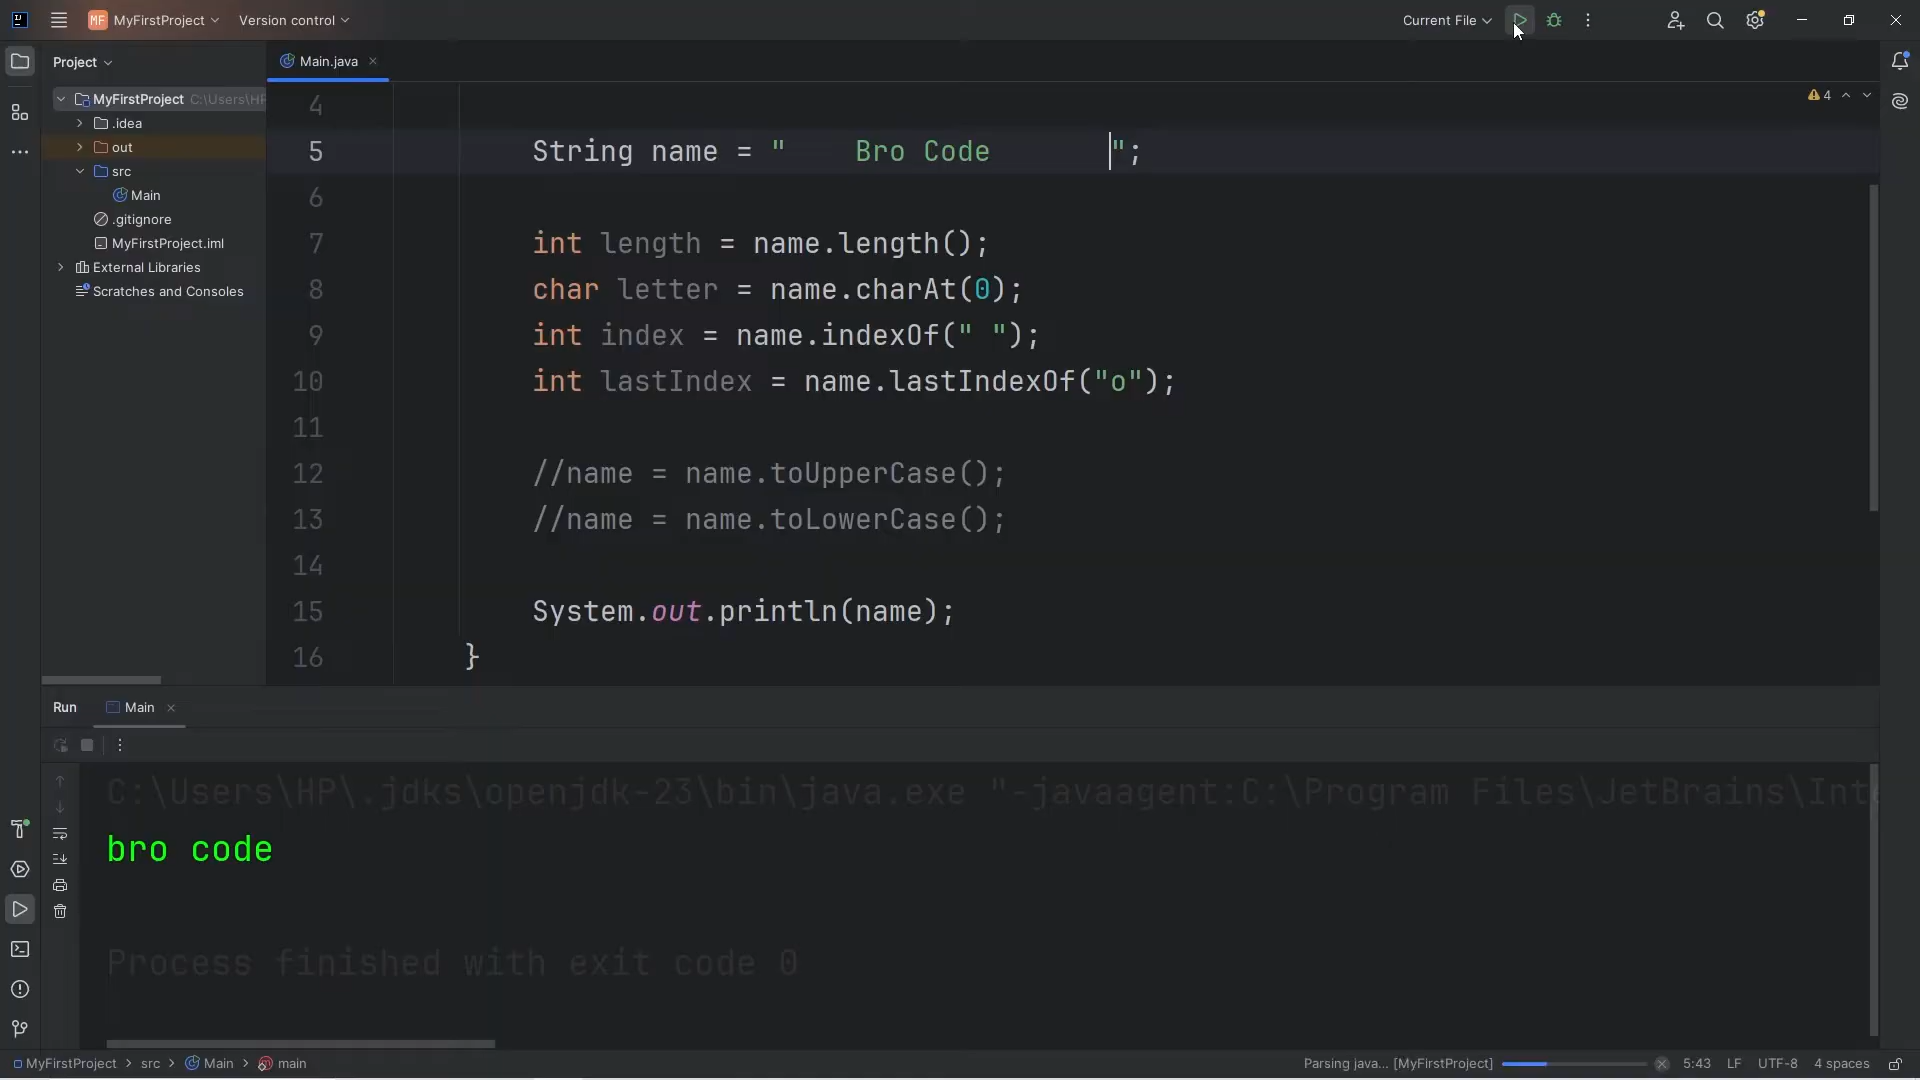 MF MyFirstProject Version control Current File
Project Main.java
MyFirstProject C:\Users\HP
.idea
out
src
Main
.gitignore
MyFirstProject.iml
External Libraries
Scratches and Consoles
4
4
5 String name = "    Bro Code       ";
6
7 int length = name.length();
8 char letter = name.charAt(0);
9 int index = name.indexOf(" ");
10 int lastIndex = name.lastIndexOf("o");
11
12 //name = name.toUpperCase();
13 //name = name.toLowerCase();
14
15 System.out.println(name);
16 }
Run Main
C:\Users\HP\.jdks\openjdk-23\bin\java.exe "-javaagent:C:\Program Files\JetBrains\Inte
bro code
Process finished with exit code 0
MyFirstProject > src > Main > main Parsing java... [MyFirstProject] 5:43 LF UTF-8 4 spaces